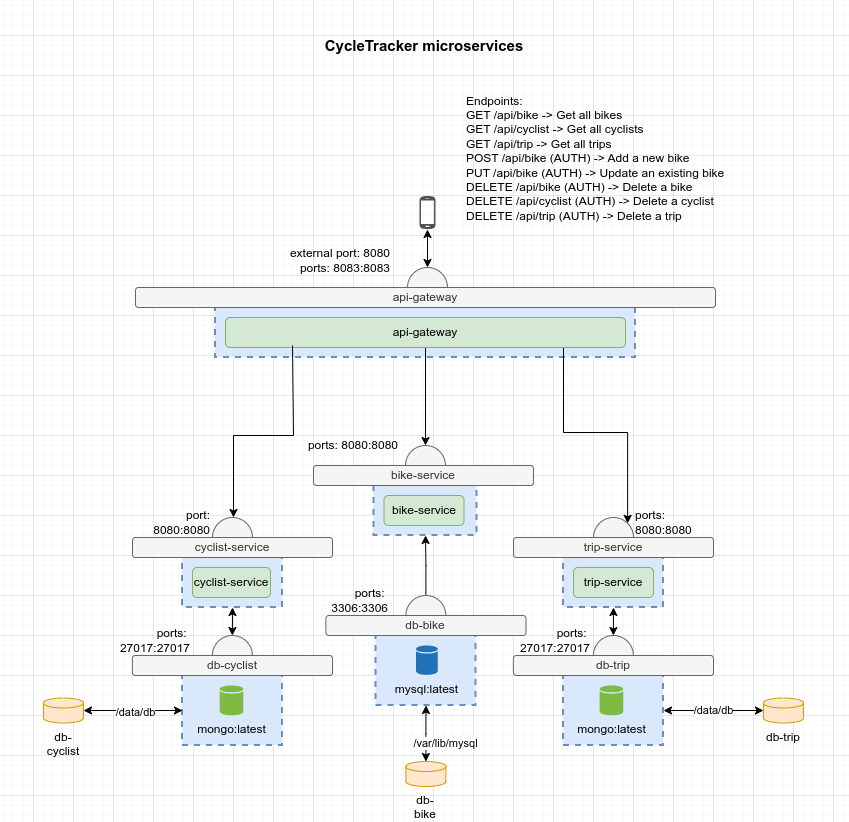 CycleTracker microservices
Endpoints:
GET /api/bike -> Get all bikes
GET /api/cyclist -> Get all cyclists
GET /api/trip -> Get all trips
POST /api/bike (AUTH) -> Add a new bike
PUT /api/bike (AUTH) -> Update an existing bike
DELETE /api/bike (AUTH) -> Delete a bike
DELETE /api/cyclist (AUTH) -> Delete a cyclist
DELETE /api/trip (AUTH) -> Delete a trip
external port: 8080
ports: 8083:8083
api-gateway
api-gateway
ports: 8080:8080
bike-service
bike-service
port:
8080:8080
cyclist-service
cyclist-service
ports:
8080:8080
trip-service
trip-service
ports:
3306:3306
db-bike
mysql:latest
ports:
27017:27017
db-cyclist
mongo:latest
ports:
27017:27017
db-trip
mongo:latest
/data/db
db-
cyclist
/data/db
db-trip
/var/lib/mysql
db-
bike